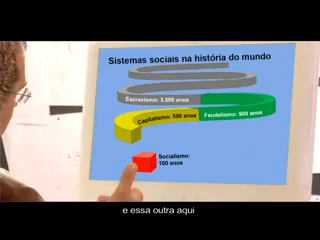 Sistemas sociais na história do mundo
Escravismo: 3.500 anos
Capitalismo: 500 anos
Feudalismo: 900 anos
Socialismo:
100 anos
e essa outra aqui